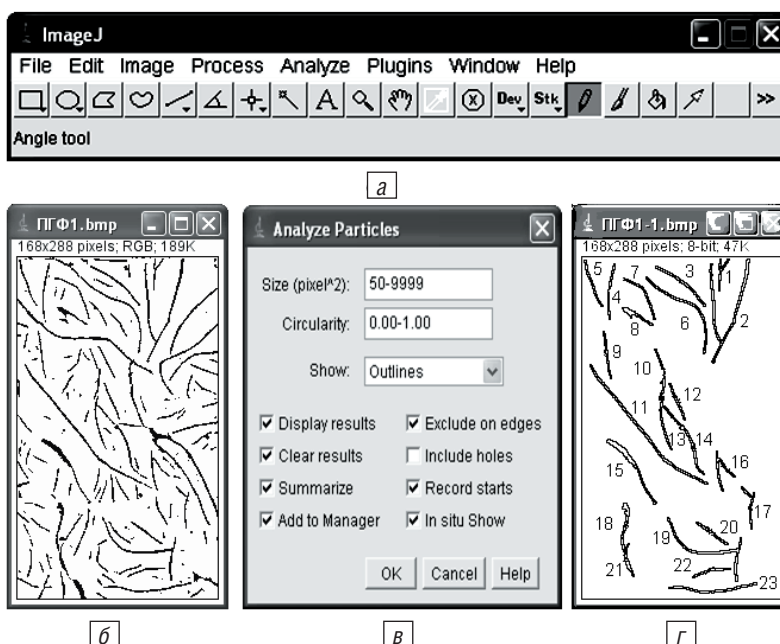 ImageJ
File Edit Image Process Analyze Plugins Window Help
A Dev Stk >>
Angle tool
а
ПГФ1.bmp
168x288 pixels; RGB; 189K
б
Analyze Particles
Size (pixel^2): 50-9999
Circularity: 0.00-1.00
Show: Outlines
Display results Exclude on edges
Clear results Include holes
Summarize Record starts
Add to Manager In situ Show
OK Cancel Help
в
ПГФ1-1.bmp
168x288 pixels; 8-bit; 47K
5 7 3 1
4
8 6 2
9 10
12
11
13 14
15 16
17
18 19 20
21 22
23
г